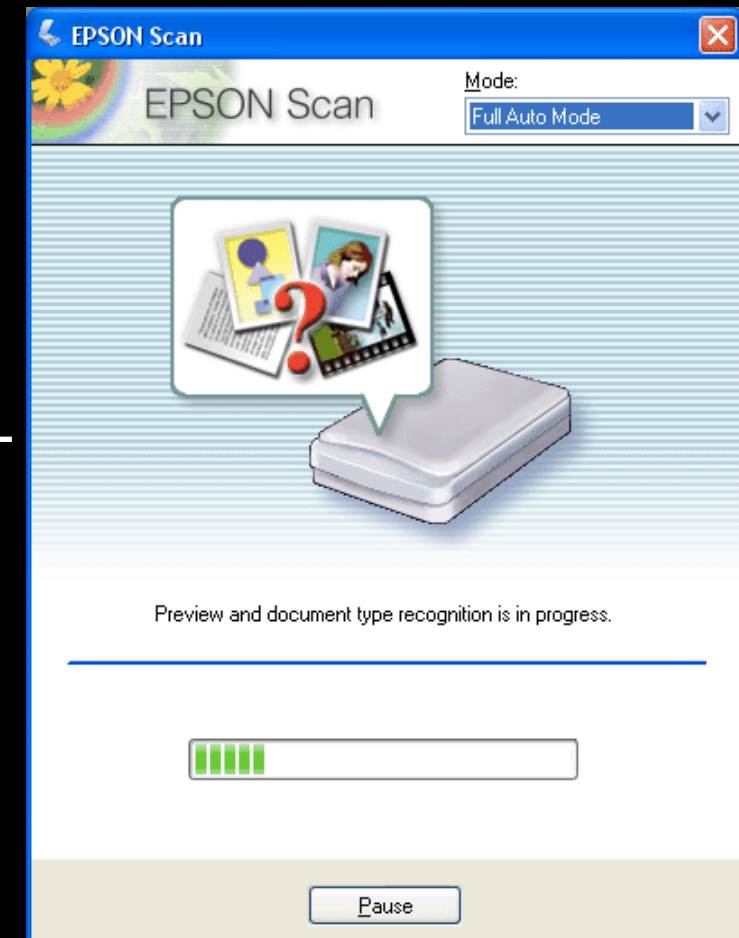 EPSON Scan
EPSON Scan
Mode:
Full Auto Mode
Preview and document type recognition is in progress.
Pause